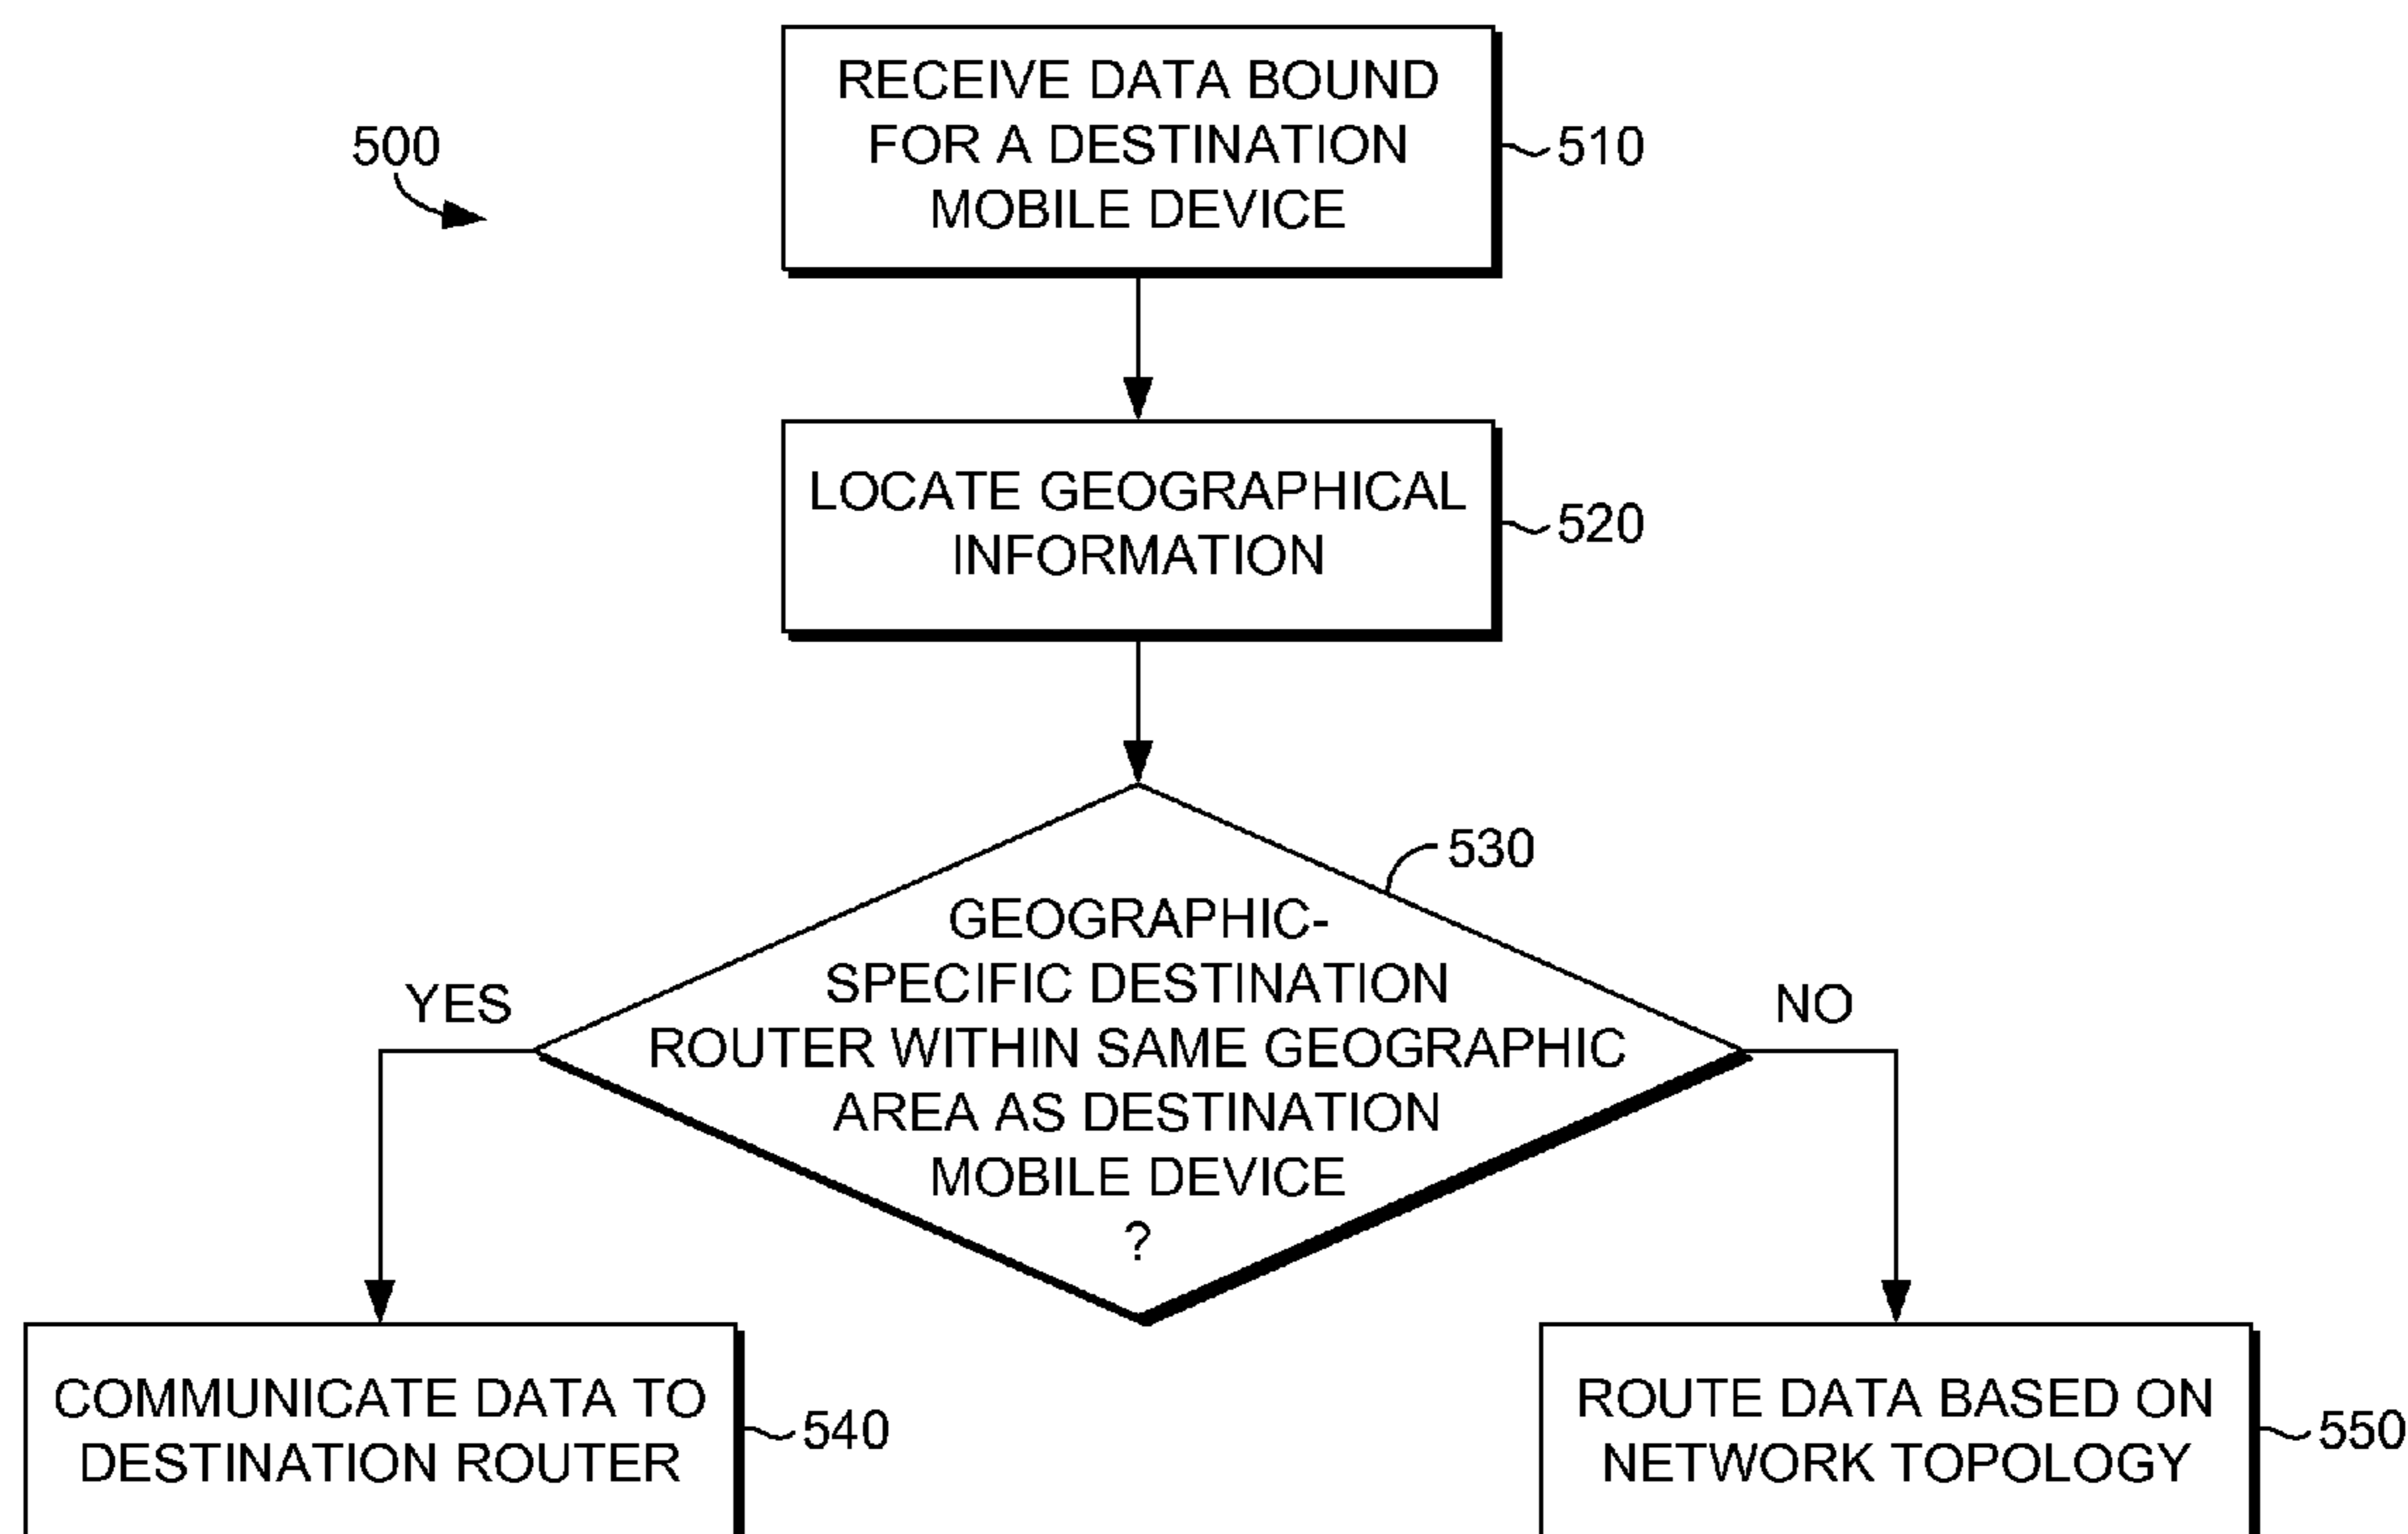 500
RECEIVE DATA BOUND
FOR A DESTINATION
MOBILE DEVICE
510
LOCATE GEOGRAPHICAL
INFORMATION
520
530
GEOGRAPHIC-
SPECIFIC DESTINATION
ROUTER WITHIN SAME GEOGRAPHIC
AREA AS DESTINATION
MOBILE DEVICE
?
YES
NO
COMMUNICATE DATA TO
DESTINATION ROUTER
540
ROUTE DATA BASED ON
NETWORK TOPOLOGY
550